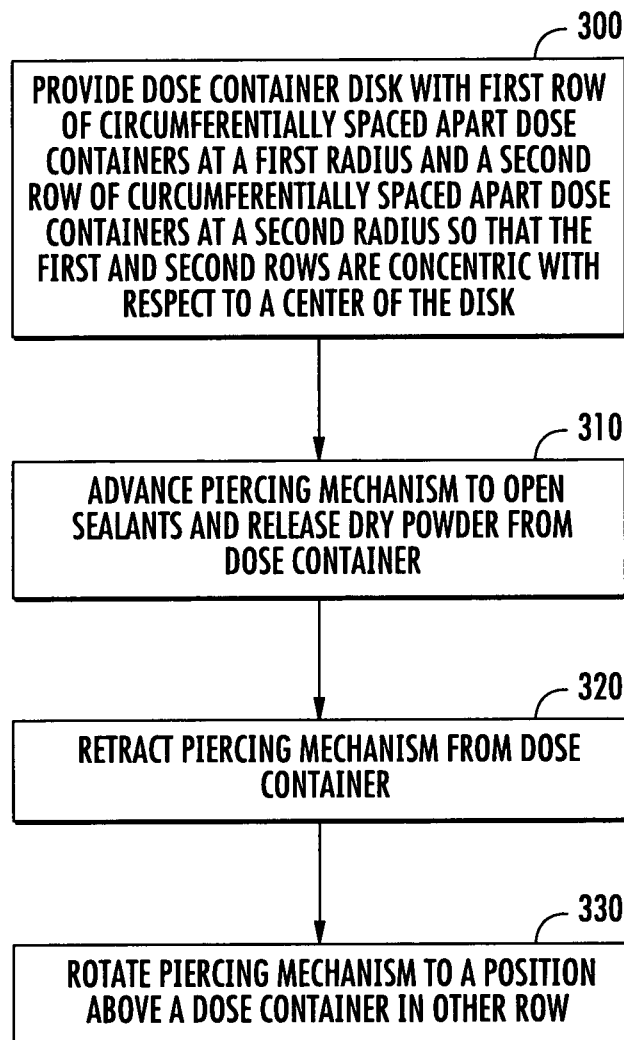 300
PROVIDE DOSE CONTAINER DISK WITH FIRST ROW
OF CIRCUMFERENTIALLY SPACED APART DOSE
CONTAINERS AT A FIRST RADIUS AND A SECOND
ROW OF CURCUMFERENTIALLY SPACED APART DOSE
CONTAINERS AT A SECOND RADIUS SO THAT THE
FIRST AND SECOND ROWS ARE CONCENTRIC WITH
RESPECT TO A CENTER OF THE DISK
310
ADVANCE PIERCING MECHANISM TO OPEN
SEALANTS AND RELEASE DRY POWDER FROM
DOSE CONTAINER
320
RETRACT PIERCING MECHANISM FROM DOSE
CONTAINER
330
ROTATE PIERCING MECHANISM TO A POSITION
ABOVE A DOSE CONTAINER IN OTHER ROW